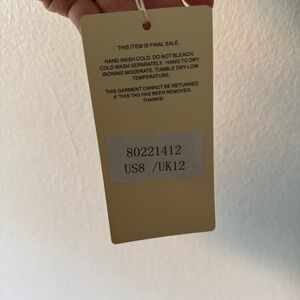 THIS ITEM IS FINAL SALE.
HAND WASH COLD. DO NOT BLEACH.
COLD WASH SEPARATELY. HANG TO DRY.
IRONING MODERATE. TUMBLE DRY LOW
TEMPERATURE.
THIS GARMENT CANNOT BE RETURNED
IF THIS TAG HAS BEEN REMOVED.
THANKS!
80221412
US8 /UK12